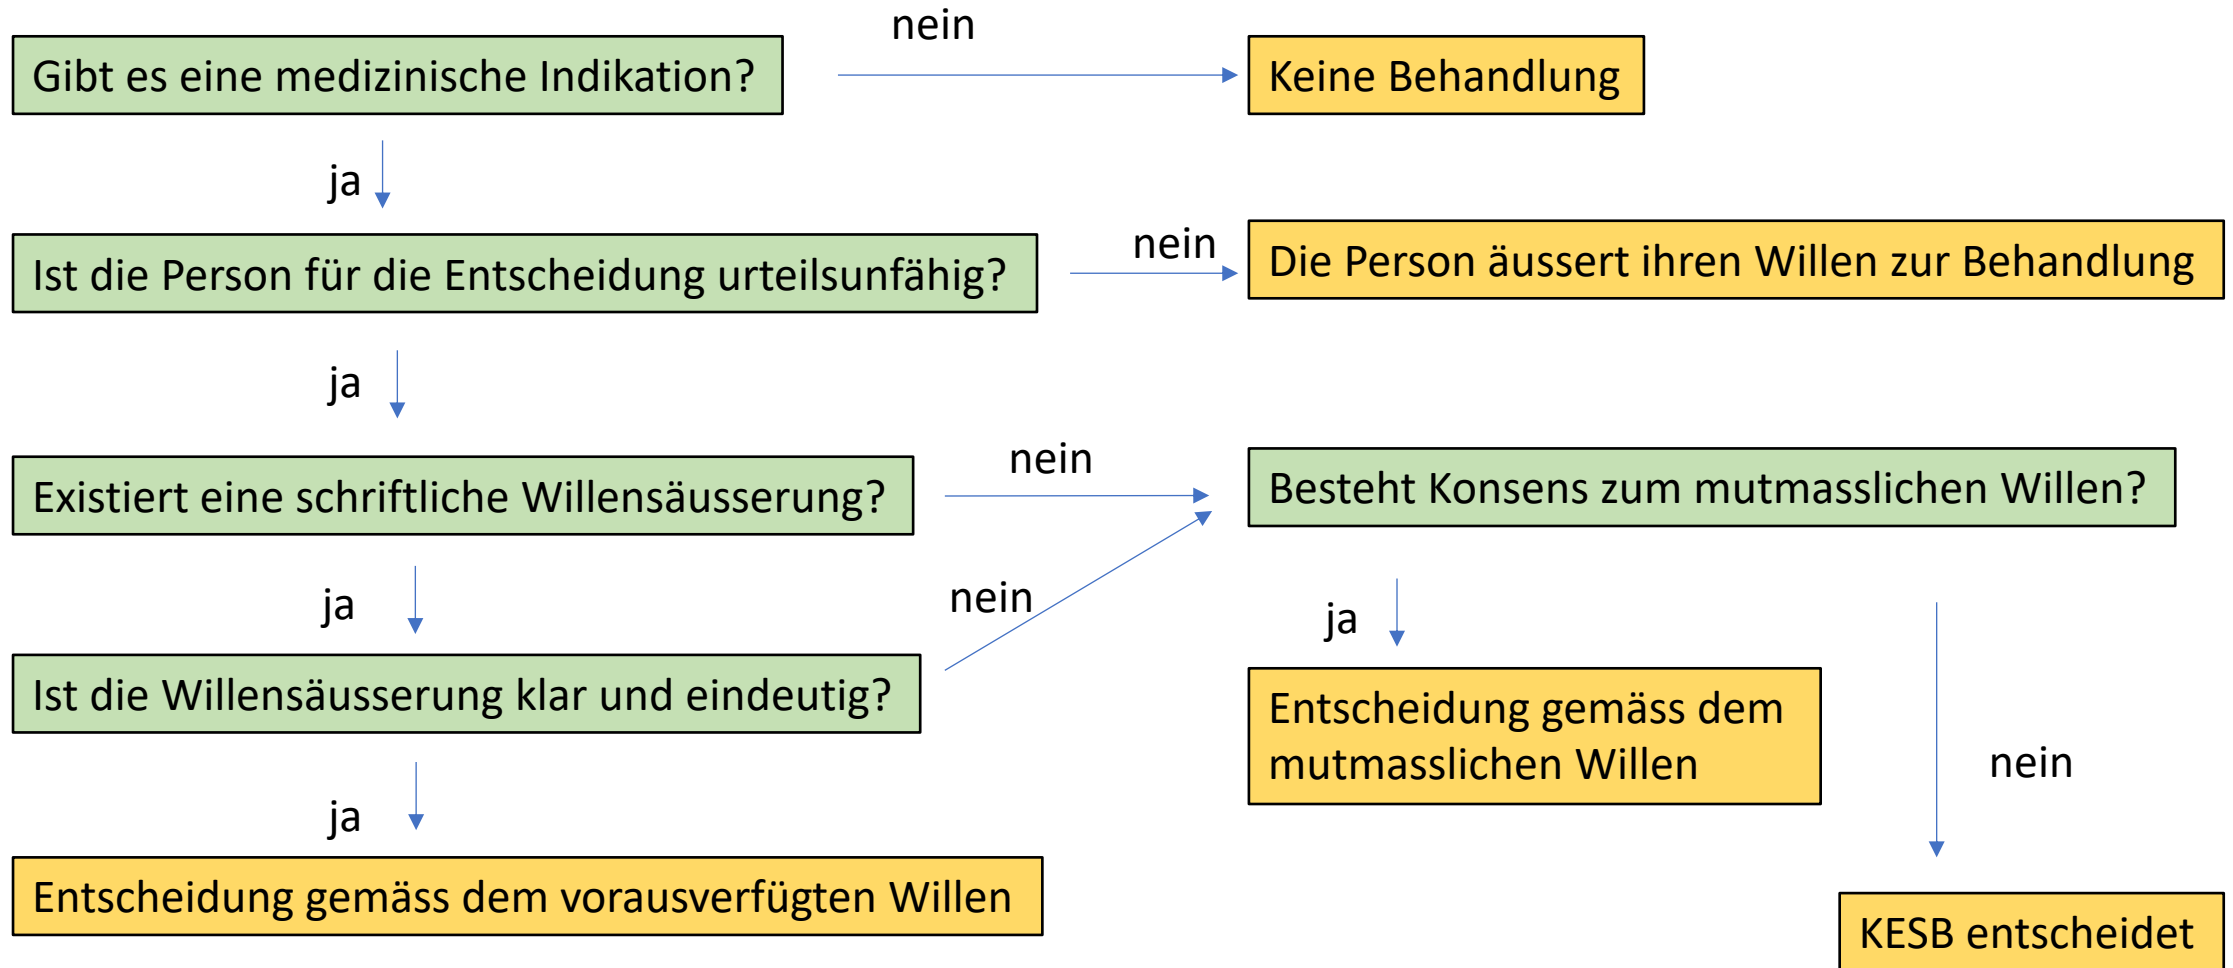 nein
Gibt es eine medizinische Indikation?
Keine Behandlung
ja
nein
Ist die Person für die Entscheidung urteilsunfähig?
Die Person äussert ihren Willen zur Behandlung
ja
nein
Existiert eine schriftliche Willensäusserung?
Besteht Konsens zum mutmasslichen Willen?
ja
nein
ja
Ist die Willensäusserung klar und eindeutig?
Entscheidung gemäss dem
mutmasslichen Willen
nein
ja
Entscheidung gemäss dem vorausverfügten Willen
KESB entscheidet